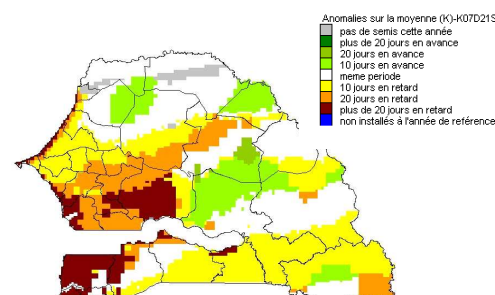 Anomalies sur la moyenne (K)-K07D21S
pas de semis cette année
plus de 20 jours en avance
20 jours en avance
10 jours en avance
meme periode
10 jours en retard
20 jours en retard
plus de 20 jours en retard
non installés à l'année de reférence